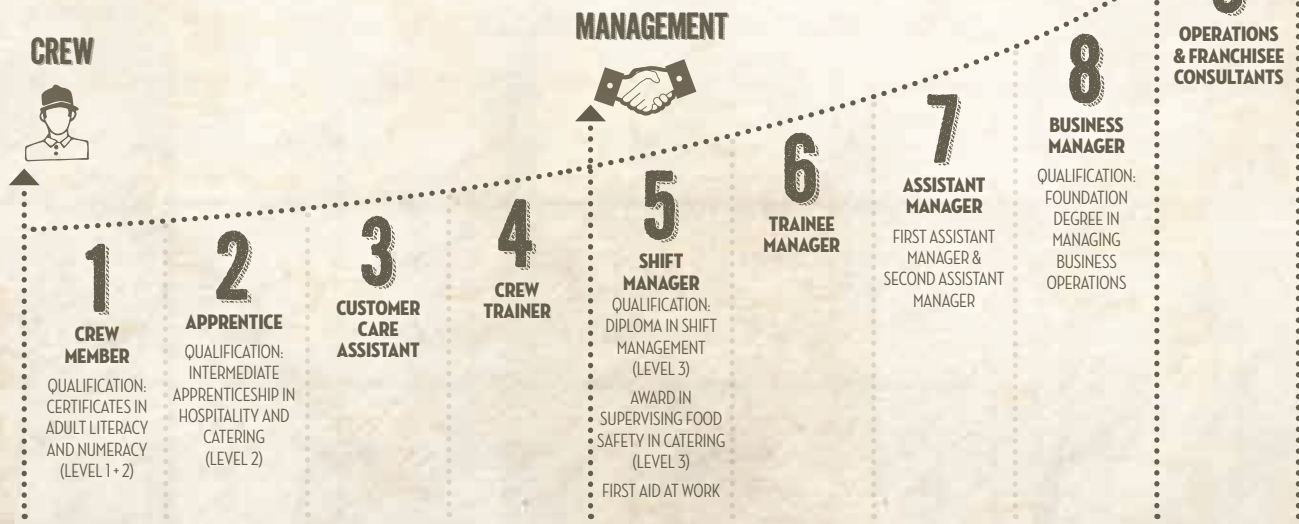 CREW
MANAGEMENT
1
CREW
MEMBER
QUALIFICATION:
CERTIFICATES IN
ADULT LITERACY
AND NUMERACY
(LEVEL 1 + 2)
2
APPRENTICE
QUALIFICATION:
INTERMEDIATE
APPRENTICESHIP IN
HOSPITALITY AND
CATERING
(LEVEL 2)
3
CUSTOMER
CARE
ASSISTANT
4
CREW
TRAINER
5
SHIFT
MANAGER
QUALIFICATION:
DIPLOMA IN SHIFT
MANAGEMENT
(LEVEL 3)
AWARD IN
SUPERVISING FOOD
SAFETY IN CATERING
(LEVEL 3)
FIRST AID AT WORK
6
TRAINEE
MANAGER
7
ASSISTANT
MANAGER
FIRST ASSISTANT
MANAGER &
SECOND ASSISTANT
MANAGER
8
BUSINESS
MANAGER
QUALIFICATION:
FOUNDATION
DEGREE IN
MANAGING
BUSINESS
OPERATIONS
OPERATIONS
& FRANCHISEE
CONSULTANTS